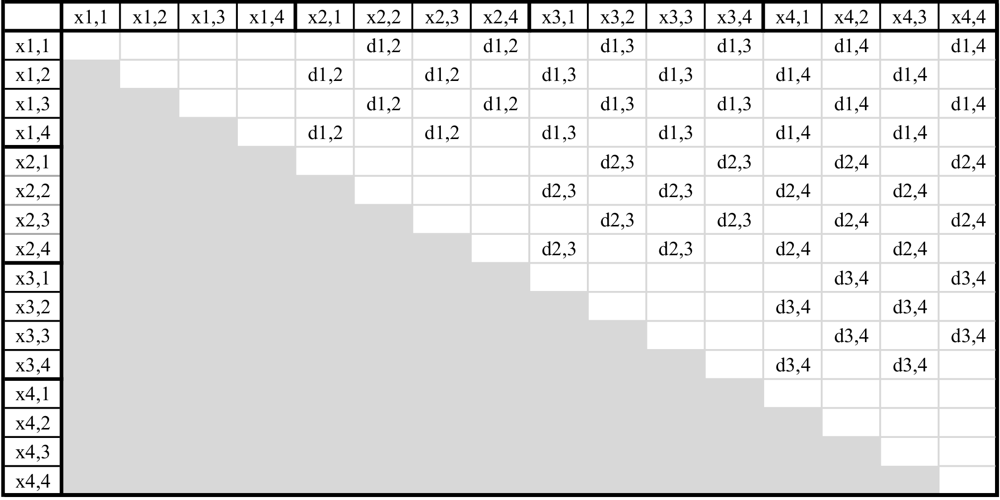 x1,1 x1,2 x1,3 x1,4 x2,1 x2,2 x2,3 x2,4 x3,1 x3,2 x3,3 x3,4 x4,1 x4,2 x4,3 x4,4
x1,1 d1,2 d1,2 d1,3 d1,3 d1,4 d1,4
x1,2 d1,2 d1,2 d1,3 d1,3 d1,4 d1,4
x1,3 d1,2 d1,2 d1,3 d1,3 d1,4 d1,4
x1,4 d1,2 d1,2 d1,3 d1,3 d1,4 d1,4
x2,1 d2,3 d2,3 d2,4 d2,4
x2,2 d2,3 d2,3 d2,4 d2,4
x2,3 d2,3 d2,3 d2,4 d2,4
x2,4 d2,3 d2,3 d2,4 d2,4
x3,1 d3,4 d3,4
x3,2 d3,4 d3,4
x3,3 d3,4 d3,4
x3,4 d3,4 d3,4
x4,1
x4,2
x4,3
x4,4